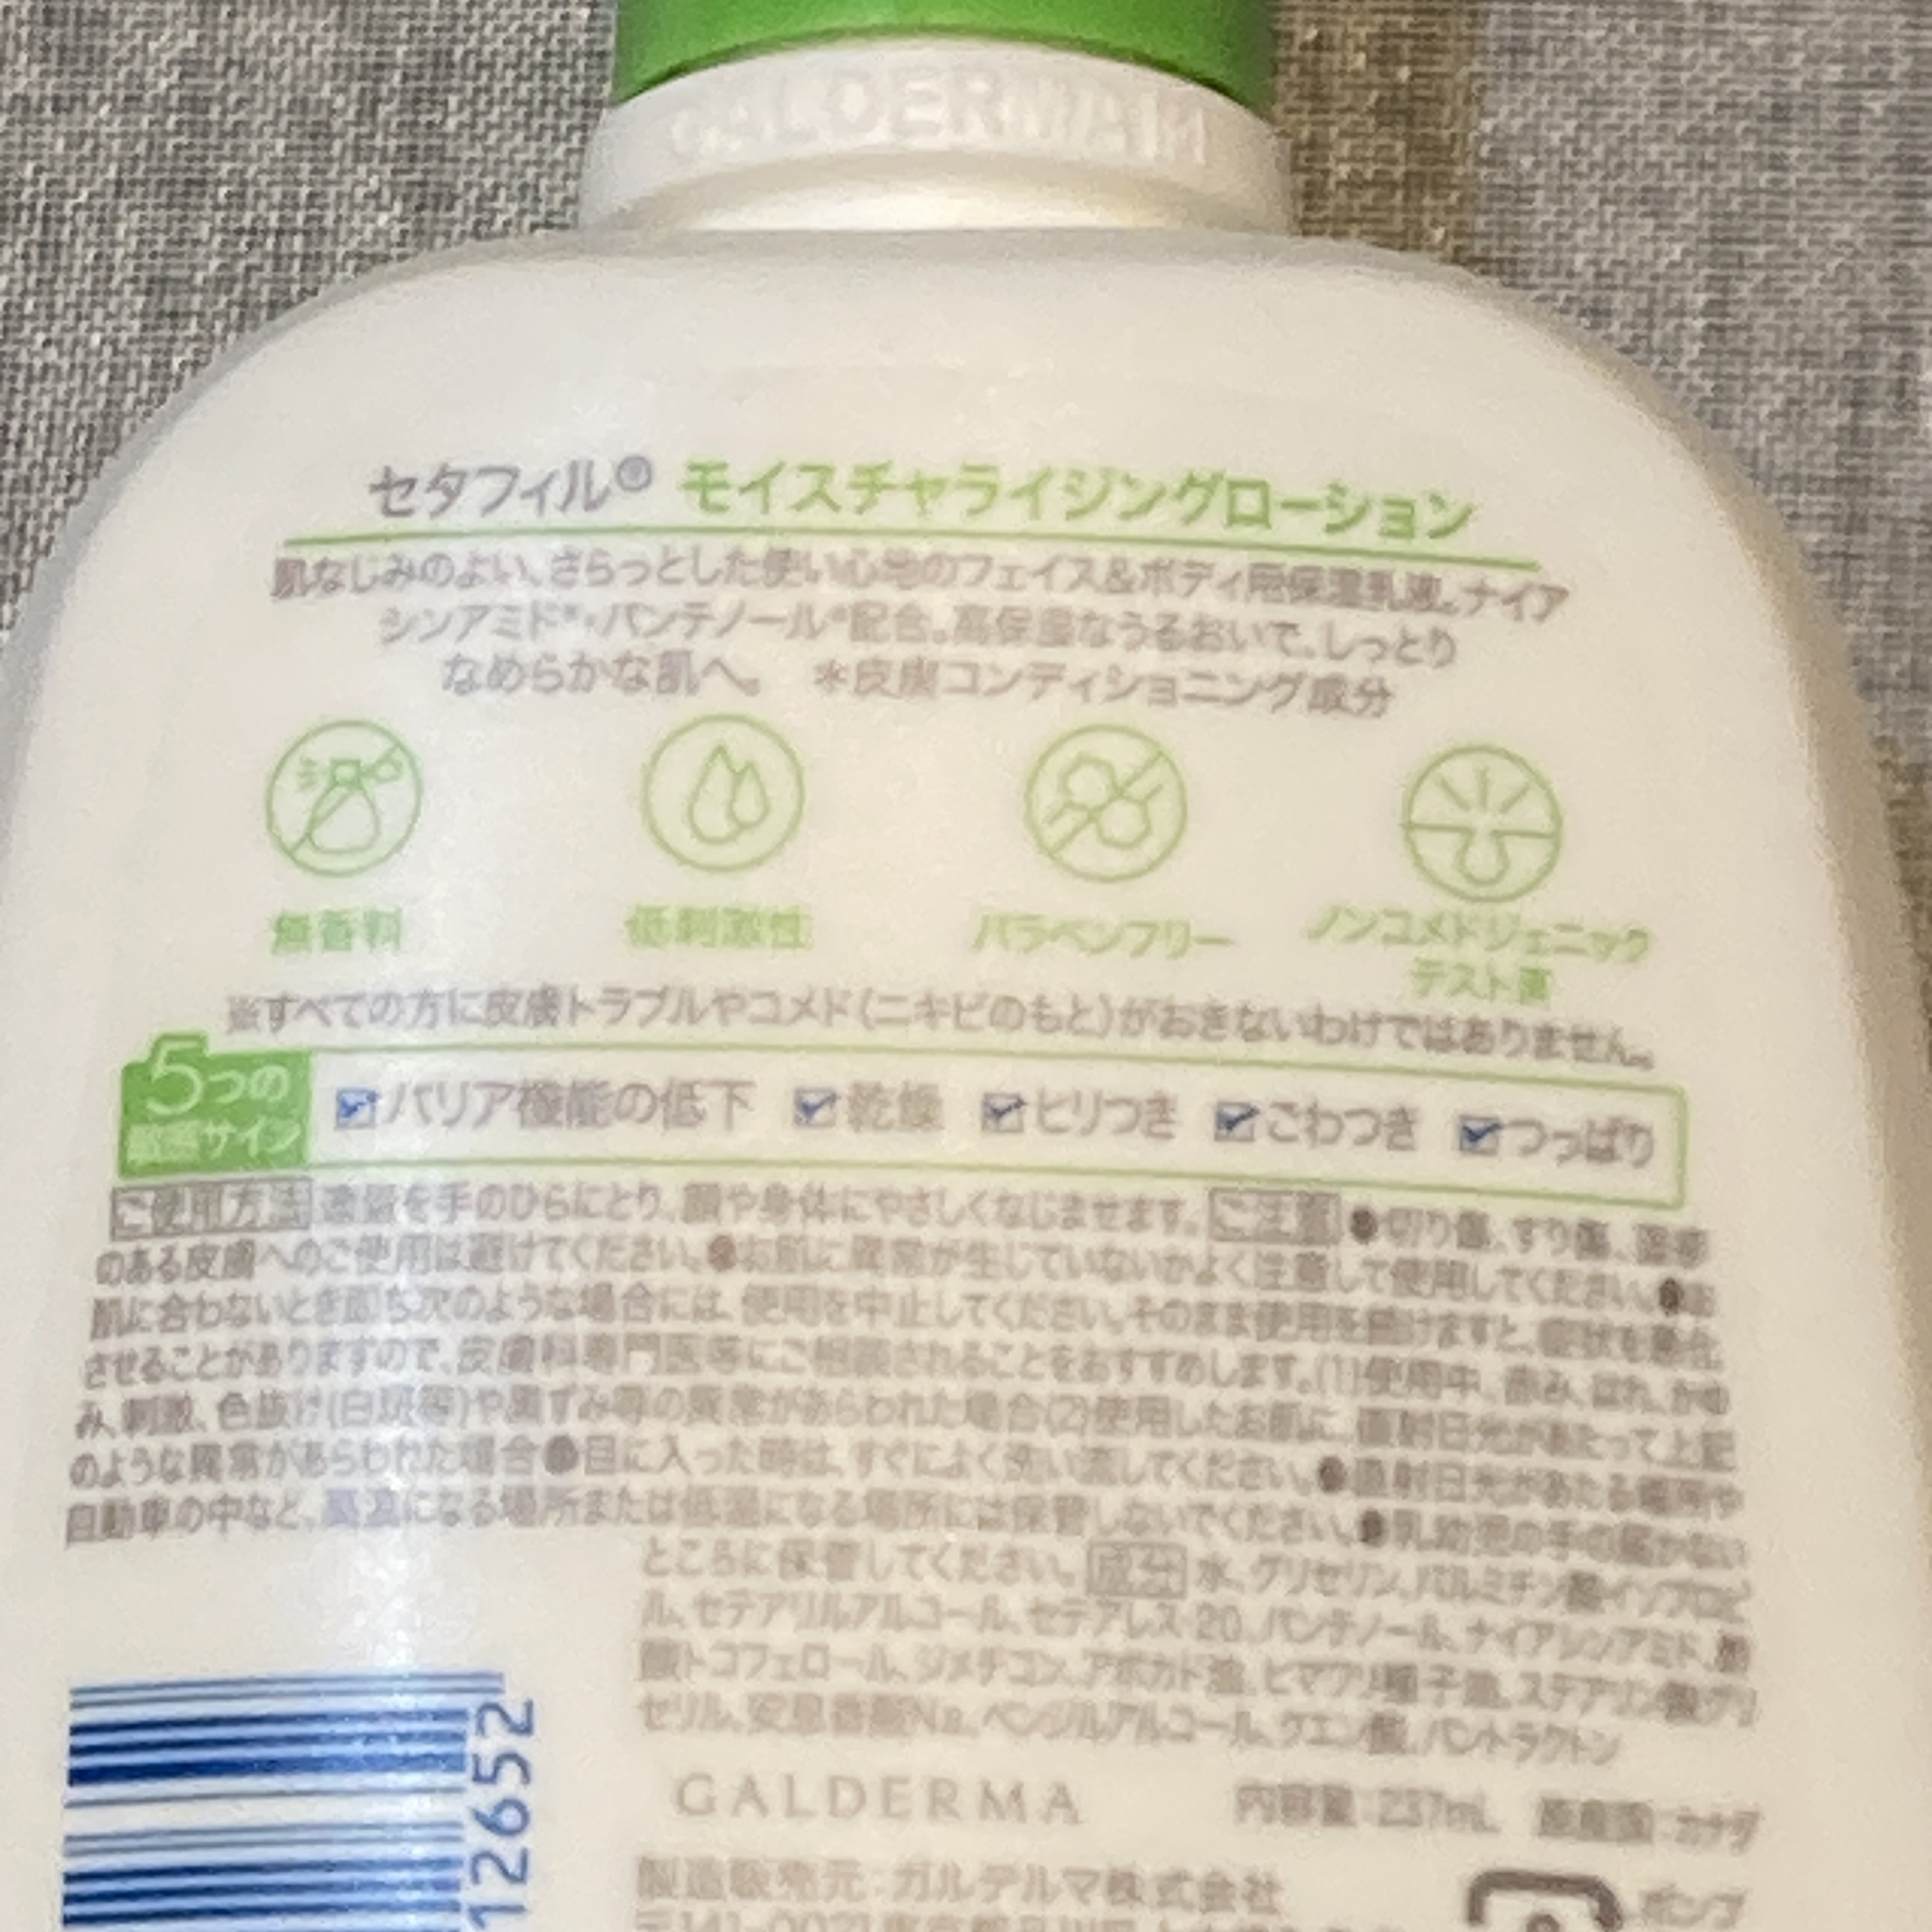 GALDERMA
セタフィル® モイスチャライジングローション
肌なじみのよい、さらっとした使い心地のフェイス&ボディ用保湿乳液。ナイア
シンアミド*・パンテノール*配合。高保湿なうるおいで、しっとり
なめらかな肌へ。 *皮膚コンディショニング成分
無香料
低刺激性
パラベンフリー
ノンコメドジェニック
テスト済
※すべての方に皮膚トラブルやコメド(ニキビのもと)がおきないわけではありません。
5つの
敏感サイン
バリア機能の低下 乾燥 ヒリつき こわつき つっぱり
ご使用方法 適量を手のひらにとり、顔や身体にやさしくなじませます。 ご注意 ●切り傷、すり傷、湿疹
のある皮膚へのご使用は避けてください。●お肌に異常が生じていないかよく注意して使用してください。●お
肌に合わないとき即ち次のような場合には、使用を中止してください。そのまま使用を続けますと、症状を悪化
させることがありますので、皮膚科専門医等にご相談されることをおすすめします。(1)使用中、赤み、はれ、かゆ
み、刺激、色抜け(白斑等)や黒ずみ等の異常があらわれた場合(2)使用したお肌に、直射日光があたって上記
のような異常があらわれた場合●目に入った時は、すぐによく洗い流してください。●直射日光があたる場所や
自動車の中など、高温になる場所または低温になる場所には保管しないでください。●乳幼児の手の届かない
ところに保管してください。 成分 水、グリセリン、パルミチン酸イソプロピ
ル、セテアリルアルコール、セテアレス-20、パンテノール、ナイアシンアミド、酢
酸トコフェロール、ジメチコン、アボカド油、ヒマワリ種子油、ステアリン酸グリ
セリル、安息香酸Na、ベンジルアルコール、クエン酸、パントラクトン
GALDERMA 内容量:237mL 原産国:カナダ
製造販売元:ガルデルマ株式会社
ポンプ
12652